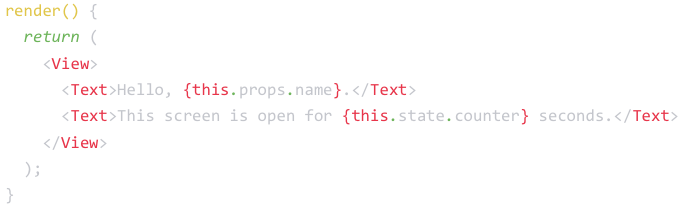 render() {
  return (
    <View>
      <Text>Hello, {this.props.name}.</Text>
      <Text>This screen is open for {this.state.counter} seconds.</Text>
    </View>
  );
}